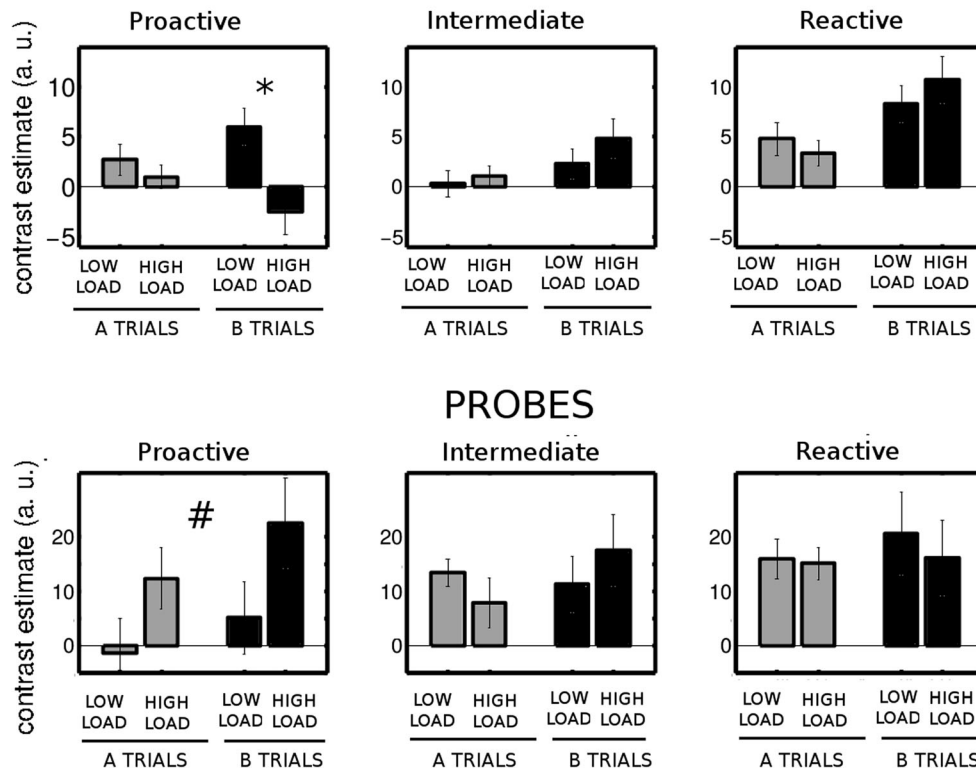 Proactive Intermediate Reactive
contrast estimate (a. u.)
10 10 10
*
5 5 5
0 0 0
−5 −5 −5
LOW HIGH LOW HIGH LOW HIGH LOW HIGH LOW HIGH LOW HIGH
LOAD LOAD LOAD LOAD LOAD LOAD LOAD LOAD LOAD LOAD LOAD LOAD
A TRIALS B TRIALS A TRIALS B TRIALS A TRIALS B TRIALS
PROBES
Proactive Intermediate Reactive
contrast estimate (a. u.)
#
20 20 20
10 10 10
0 0 0
LOW HIGH LOW HIGH LOW HIGH LOW HIGH LOW HIGH LOW HIGH
LOAD LOAD LOAD LOAD LOAD LOAD LOAD LOAD LOAD LOAD LOAD LOAD
A TRIALS B TRIALS A TRIALS B TRIALS A TRIALS B TRIALS